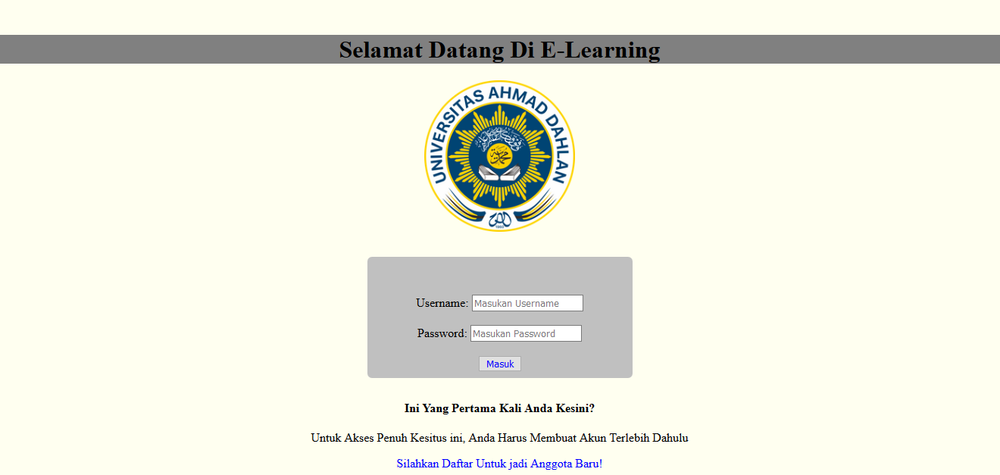 Selamat Datang Di E-Learning
UNIVERSITAS AHMAD DAHLAN
1960
Username: Masukan Username
Password: Masukan Password
Masuk
Ini Yang Pertama Kali Anda Kesini?
Untuk Akses Penuh Kesitus ini, Anda Harus Membuat Akun Terlebih Dahulu
Silahkan Daftar Untuk jadi Anggota Baru!